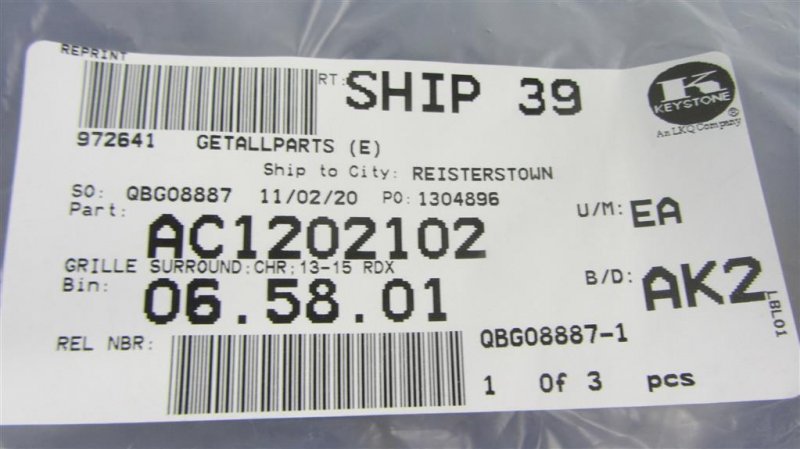 REPRINT
RT: SHIP 39
K
KEYSTONE®
An LKQ Company
972641 GETALLPARTS (E)
Ship to City: REISTERSTOWN
SO: QBG08887 11/02/20 PO: 1304896
Part: AC1202102 U/M: EA
GRILLE SURROUND;CHR;13-15 RDX
Bin: 06.58.01 B/D: AK2
LBL01
REL NBR: QBG08887-1
1 Of 3 pcs